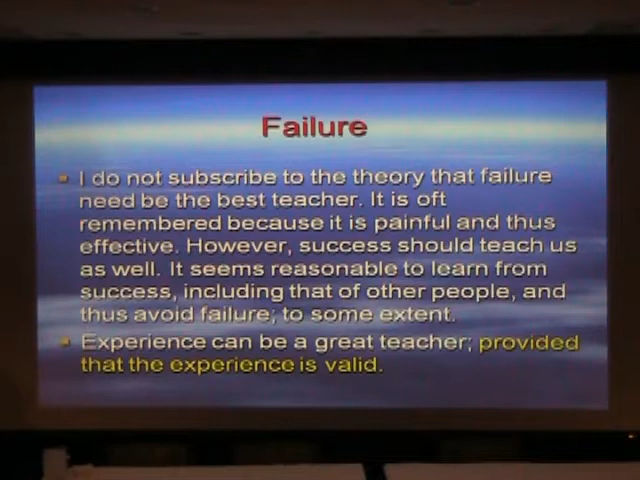 Failure
I do not subscribe to the theory that failure
need be the best teacher. It is oft
remembered because it is painful and thus
effective. However, success should teach us
as well. It seems reasonable to learn from
success, including that of other people, and
thus avoid failure; to some extent.
Experience can be a great teacher; provided
that the experience is valid.